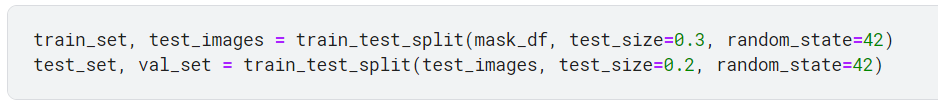 train_set, test_images = train_test_split(mask_df, test_size=0.3, random_state=42)
test_set, val_set = train_test_split(test_images, test_size=0.2, random_state=42)